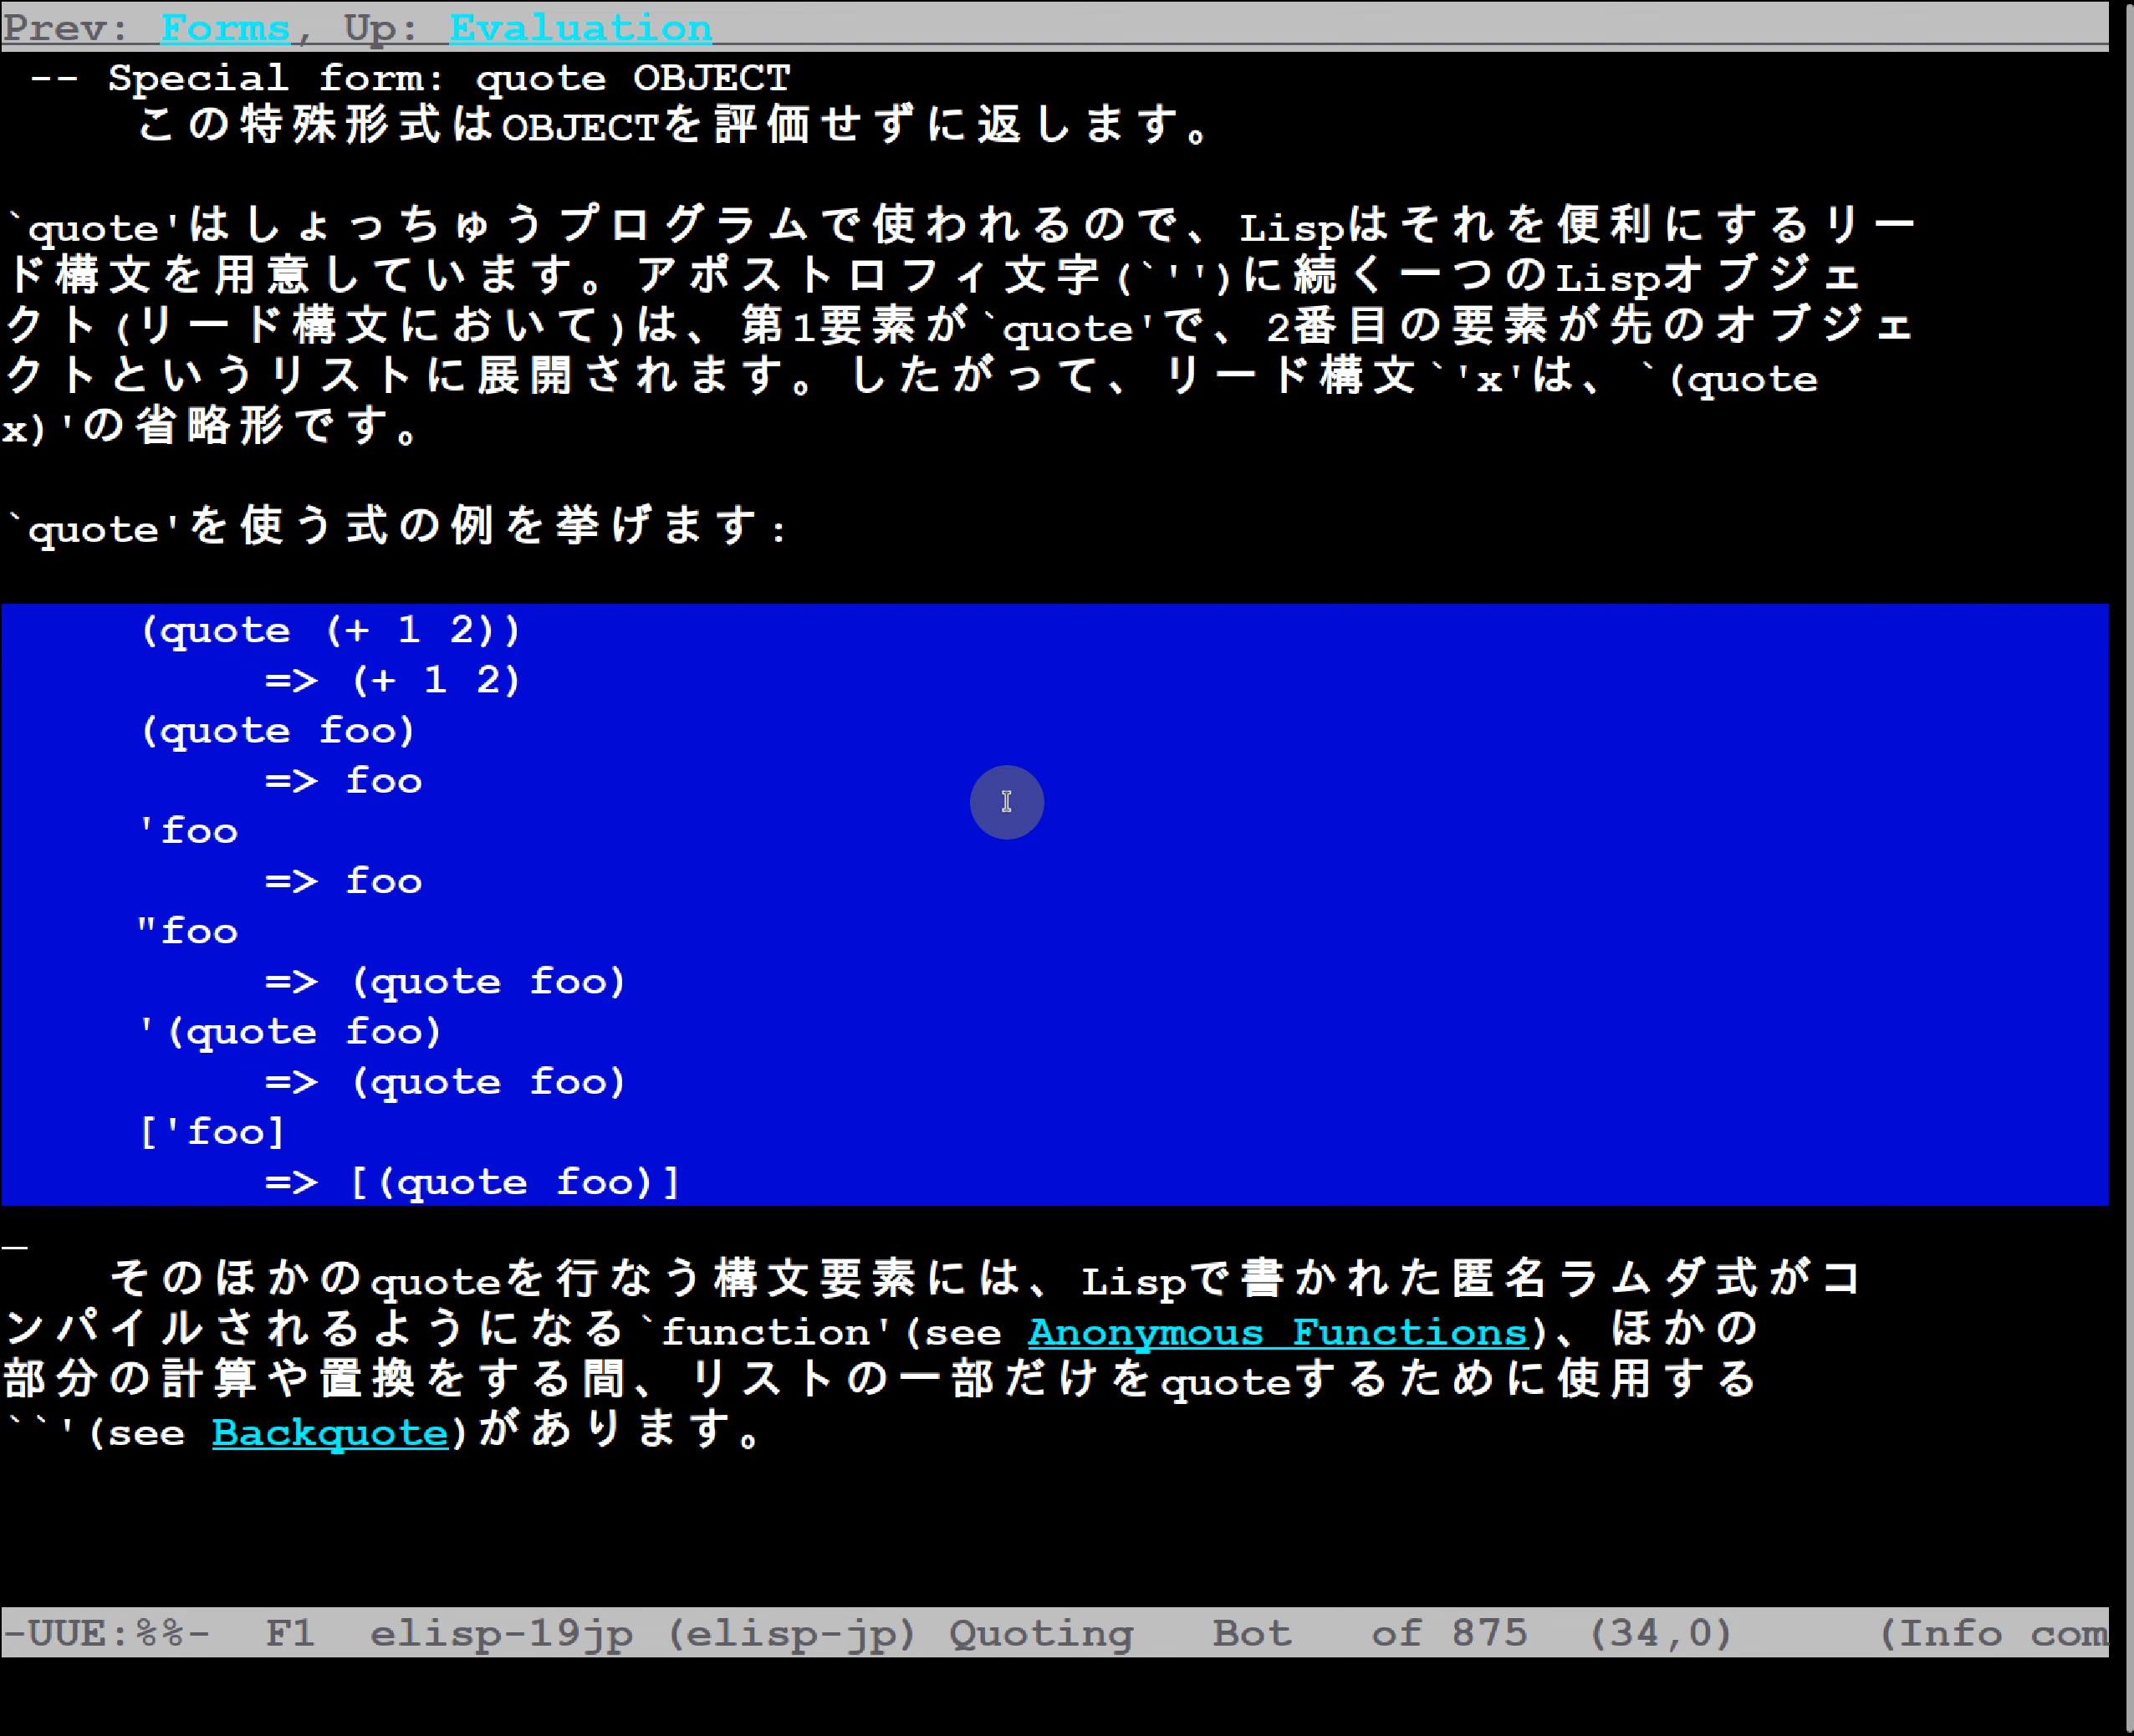 Prev: Forms, Up: Evaluation
-- Special form: quote OBJECT
この特殊形式はOBJECTを評価せずに返します。
`quote'はしょっちゅうプログラムで使われるので、Lispはそれを便利にするリー
ド構文を用意しています。アポストロフィ文字(`'')に続く一つのLispオブジェ
クト(リード構文において)は、第1要素が`quote'で、2番目の要素が先のオブジェ
クトというリストに展開されます。したがって、リード構文`'x'は、`(quote
x)'の省略形です。
`quote'を使う式の例を挙げます:
(quote (+ 1 2))
=> (+ 1 2)
(quote foo)
=> foo
'foo
=> foo
"foo
=> (quote foo)
'(quote foo)
=> (quote foo)
['foo]
=> [(quote foo)]
そのほかのquoteを行なう構文要素には、Lispで書かれた匿名ラムダ式がコ
ンパイルされるようになる`function'(see Anonymous Functions)、ほかの
部分の計算や置換をする間、リストの一部だけをquoteするために使用する
``'(see Backquote)があります。
-UUE:%%-  F1  elisp-19jp (elisp-jp) Quoting   Bot   of 875  (34,0)      (Info com